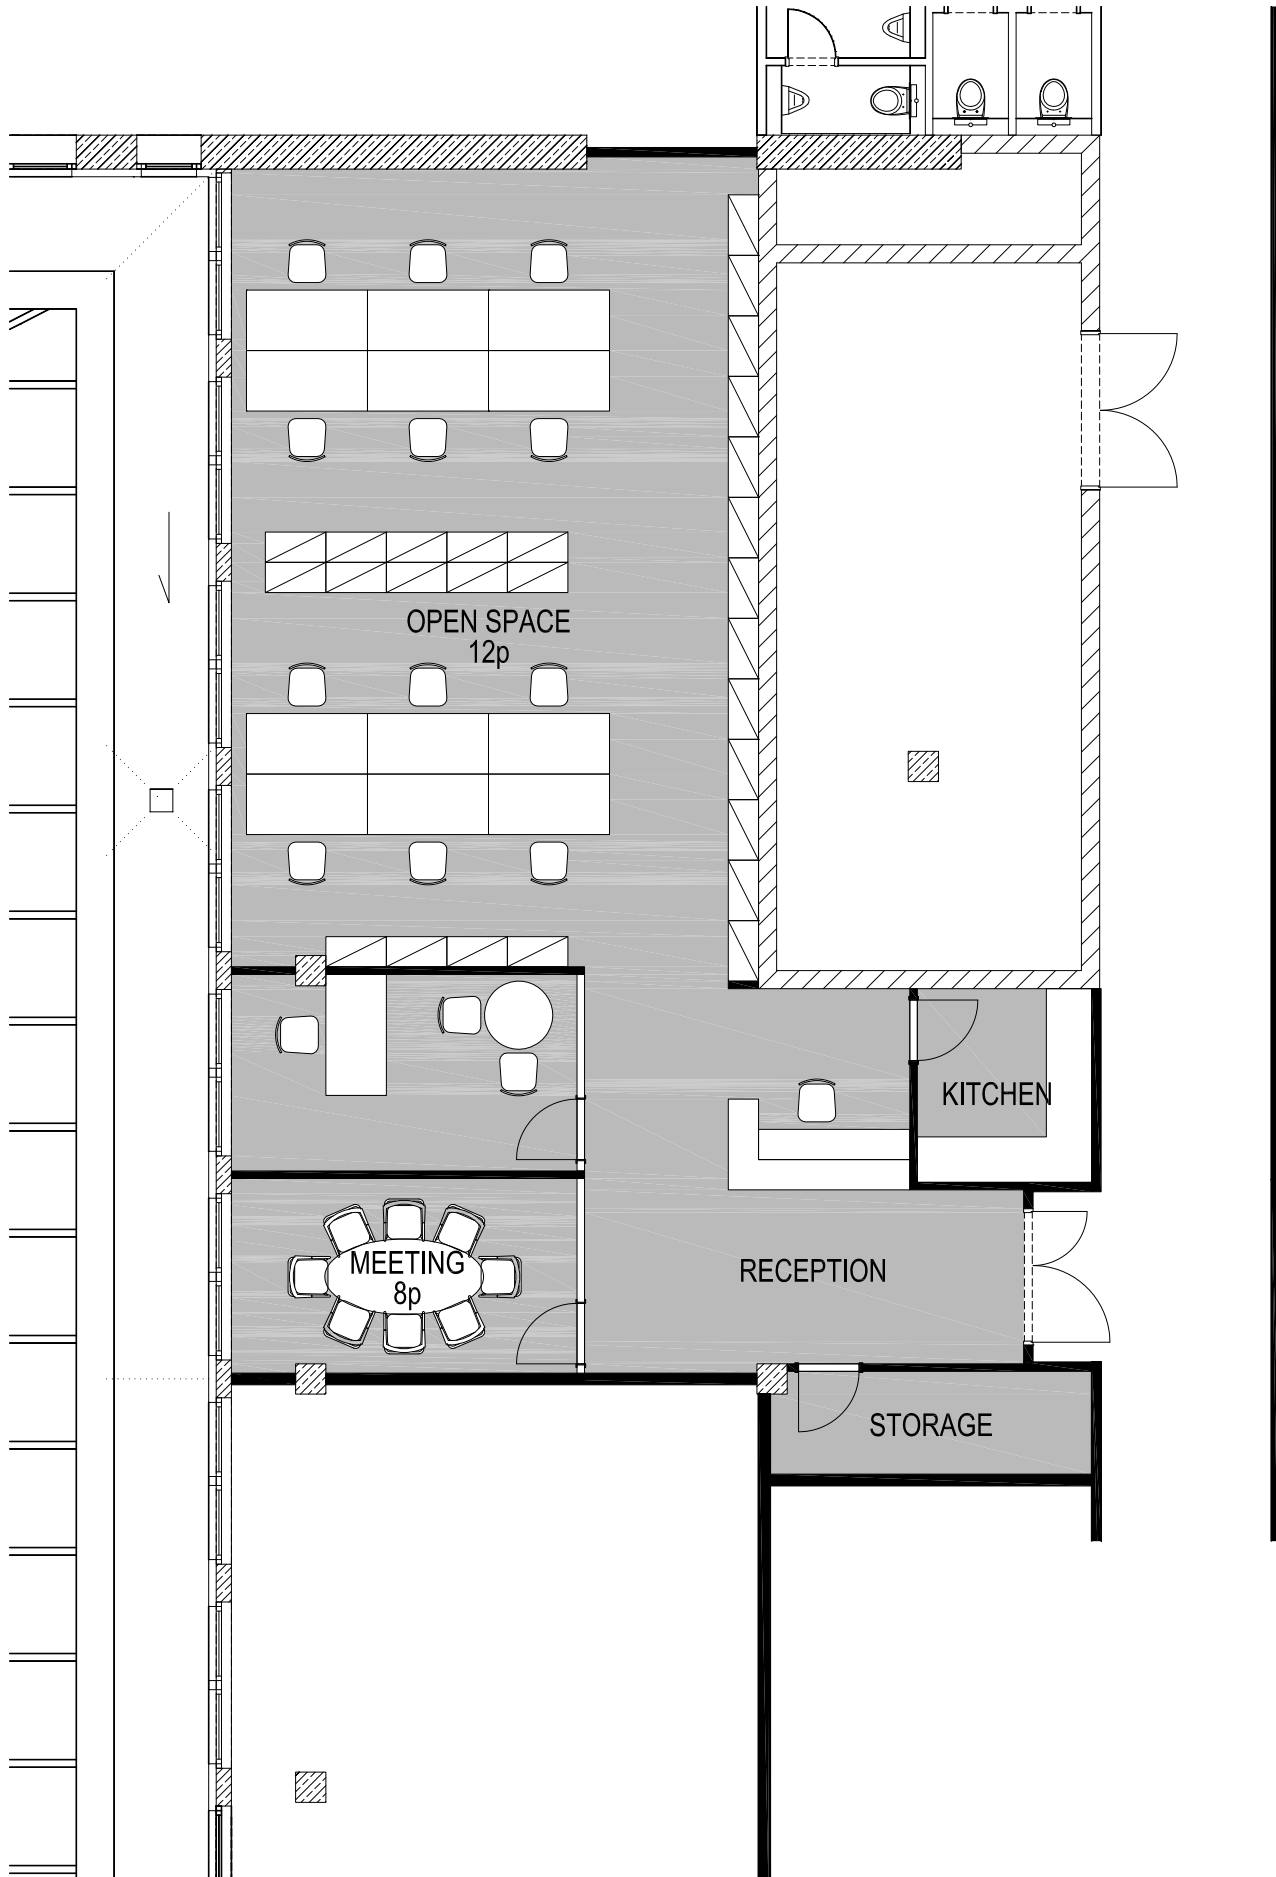 OPEN SPACE
12p
KITCHEN
MEETING
8p
RECEPTION
STORAGE